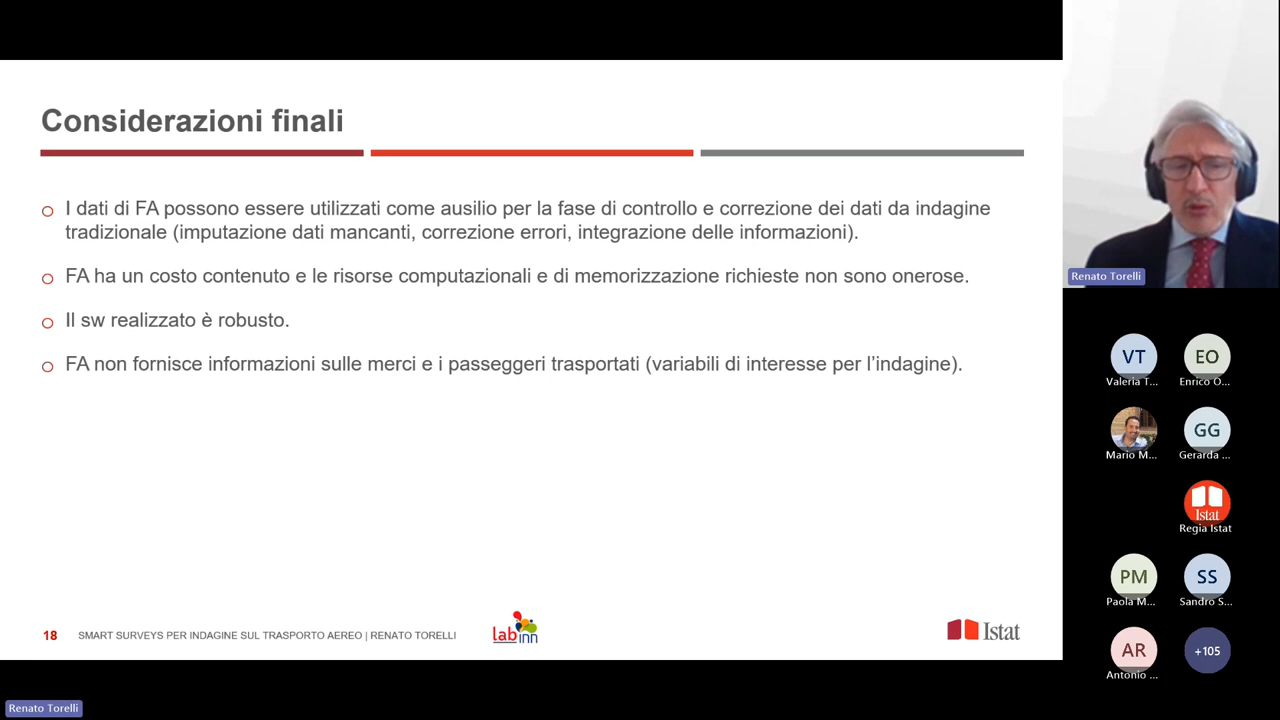 Considerazioni finali
I dati di FA possono essere utilizzati come ausilio per la fase di controllo e correzione dei dati da indagine
tradizionale (imputazione dati mancanti, correzione errori, integrazione delle informazioni).
FA ha un costo contenuto e le risorse computazionali e di memorizzazione richieste non sono onerose.
Il sw realizzato è robusto.
FA non fornisce informazioni sulle merci e i passeggeri trasportati (variabili di interesse per l’indagine).
18 SMART SURVEYS PER INDAGINE SUL TRASPORTO AEREO | RENATO TORELLI
lab inn
Istat
Renato Torelli
VT
EO
Valeria T...
Enrico O...
GG
Mario M...
Gerarda ...
Istat
Regia Istat
PM
SS
Paola M...
Sandro S...
AR
+105
Antonio ...
Renato Torelli